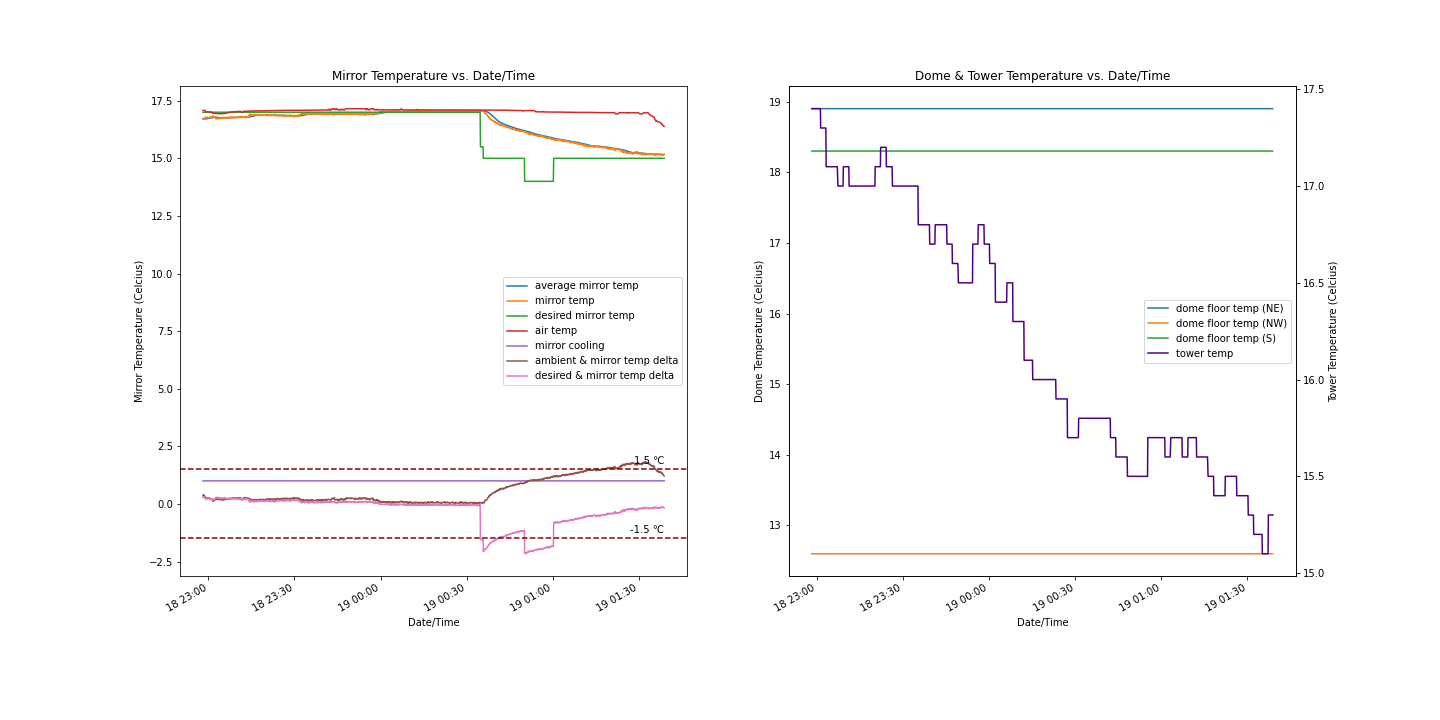 Mirror Temperature vs. Date/Time
Mirror Temperature (Celcius)
17.5
15.0
12.5
10.0
7.5
5.0
2.5
0.0
−2.5
average mirror temp
mirror temp
desired mirror temp
air temp
mirror cooling
ambient & mirror temp delta
desired & mirror temp delta
1.5 °C
-1.5 °C
18 23:00
18 23:30
19 00:00
19 00:30
19 01:00
19 01:30
Date/Time
Dome & Tower Temperature vs. Date/Time
Dome Temperature (Celcius)
19
18
17
16
15
14
13
dome floor temp (NE)
dome floor temp (NW)
dome floor temp (S)
tower temp
17.5
17.0
16.5
16.0
15.5
15.0
Tower Temperature (Celcius)
18 23:00
18 23:30
19 00:00
19 00:30
19 01:00
19 01:30
Date/Time